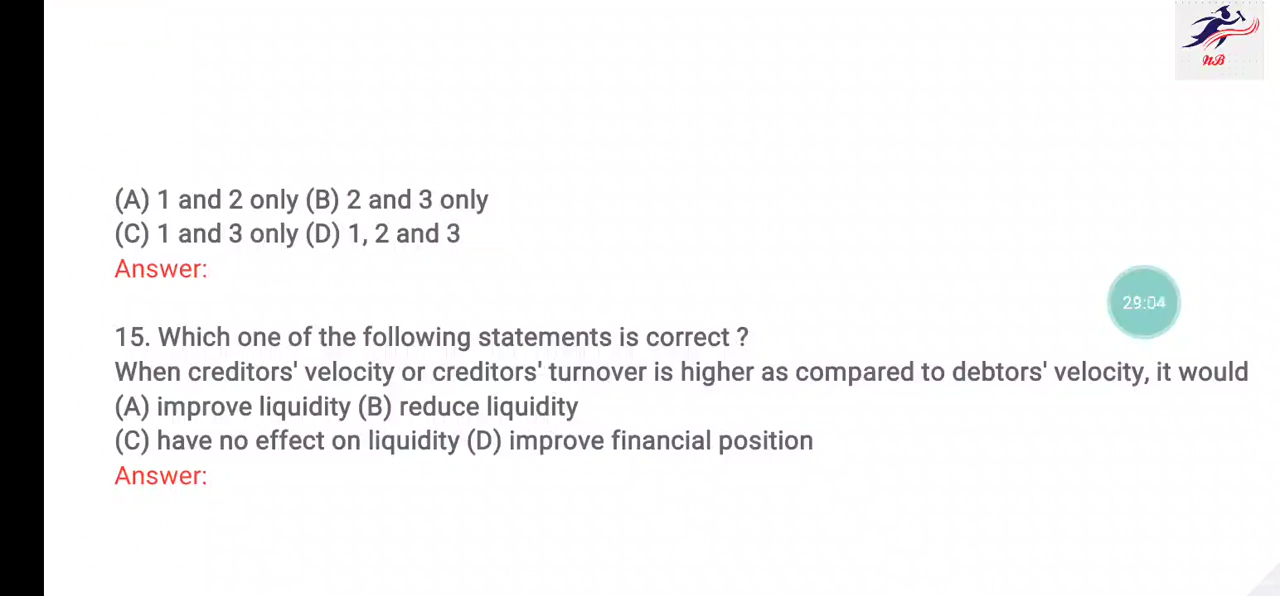 NB
(A) 1 and 2 only (B) 2 and 3 only
(C) 1 and 3 only (D) 1, 2 and 3
Answer:
29:04
15. Which one of the following statements is correct ?
When creditors' velocity or creditors' turnover is higher as compared to debtors' velocity, it would
(A) improve liquidity (B) reduce liquidity
(C) have no effect on liquidity (D) improve financial position
Answer: